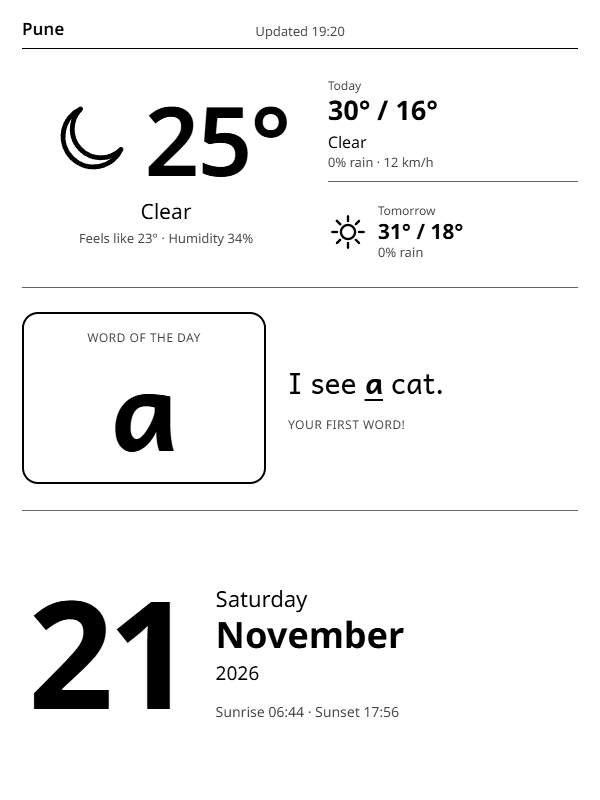 Pune
Updated 19:20
25°
Clear
Feels like 23° · Humidity 34%
Today
30° / 16°
Clear
0% rain · 12 km/h
Tomorrow
31° / 18°
0% rain
WORD OF THE DAY
a
I see a cat.
YOUR FIRST WORD!
21
Saturday
November
2026
Sunrise 06:44 · Sunset 17:56